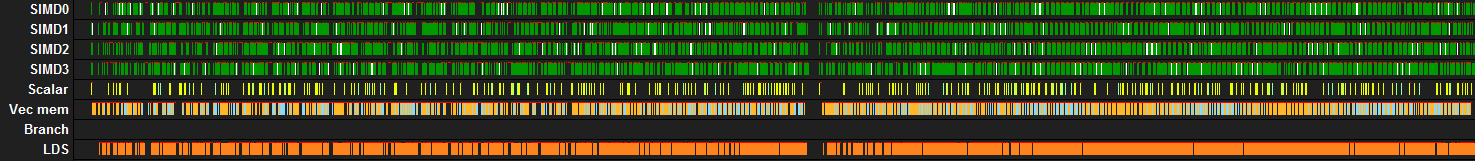 SIMD0
SIMD1
SIMD2
SIMD3
Scalar
Vec mem
Branch
LDS